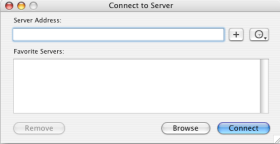 Connect to Server
Server Address:
+
Favorite Servers:
Remove
Browse
Connect